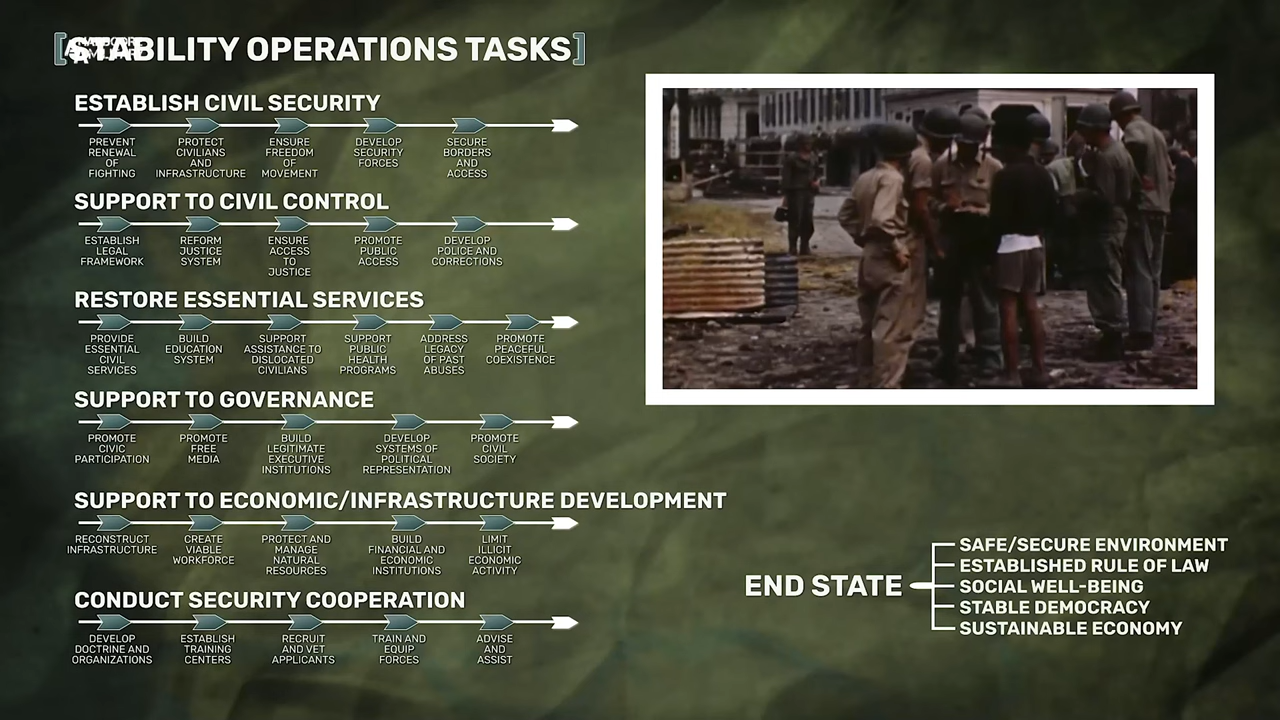 [STABILITY OPERATIONS TASKS]
ESTABLISH CIVIL SECURITY
PREVENT
RENEWAL
OF
FIGHTING
PROTECT
CIVILIANS
AND
INFRASTRUCTURE
ENSURE
FREEDOM
OF
MOVEMENT
DEVELOP
SECURITY
FORCES
SECURE
BORDERS
AND
ACCESS
SUPPORT TO CIVIL CONTROL
ESTABLISH
LEGAL
FRAMEWORK
REFORM
JUSTICE
SYSTEM
ENSURE
ACCESS
TO
JUSTICE
PROMOTE
PUBLIC
ACCESS
DEVELOP
POLICE AND
CORRECTIONS
RESTORE ESSENTIAL SERVICES
PROVIDE
ESSENTIAL
CIVIL
SERVICES
BUILD
EDUCATION
SYSTEM
SUPPORT
ASSISTANCE TO
DISLOCATED
CIVILIANS
SUPPORT
PUBLIC
HEALTH
PROGRAMS
ADDRESS
LEGACY
OF PAST
ABUSES
PROMOTE
PEACEFUL
COEXISTENCE
SUPPORT TO GOVERNANCE
PROMOTE
CIVIC
PARTICIPATION
PROMOTE
FREE
MEDIA
BUILD
LEGITIMATE
EXECUTIVE
INSTITUTIONS
DEVELOP
SYSTEMS OF
POLITICAL
REPRESENTATION
PROMOTE
CIVIL
SOCIETY
SUPPORT TO ECONOMIC/INFRASTRUCTURE DEVELOPMENT
RECONSTRUCT
INFRASTRUCTURE
CREATE
VIABLE
WORKFORCE
PROTECT AND
MANAGE
NATURAL
RESOURCES
BUILD
FINANCIAL AND
ECONOMIC
INSTITUTIONS
LIMIT
ILLICIT
ECONOMIC
ACTIVITY
CONDUCT SECURITY COOPERATION
DEVELOP
DOCTRINE AND
ORGANIZATIONS
ESTABLISH
TRAINING
CENTERS
RECRUIT
AND VET
APPLICANTS
TRAIN AND
EQUIP
FORCES
ADVISE
AND
ASSIST
END STATE
SAFE/SECURE ENVIRONMENT
ESTABLISHED RULE OF LAW
SOCIAL WELL-BEING
STABLE DEMOCRACY
SUSTAINABLE ECONOMY